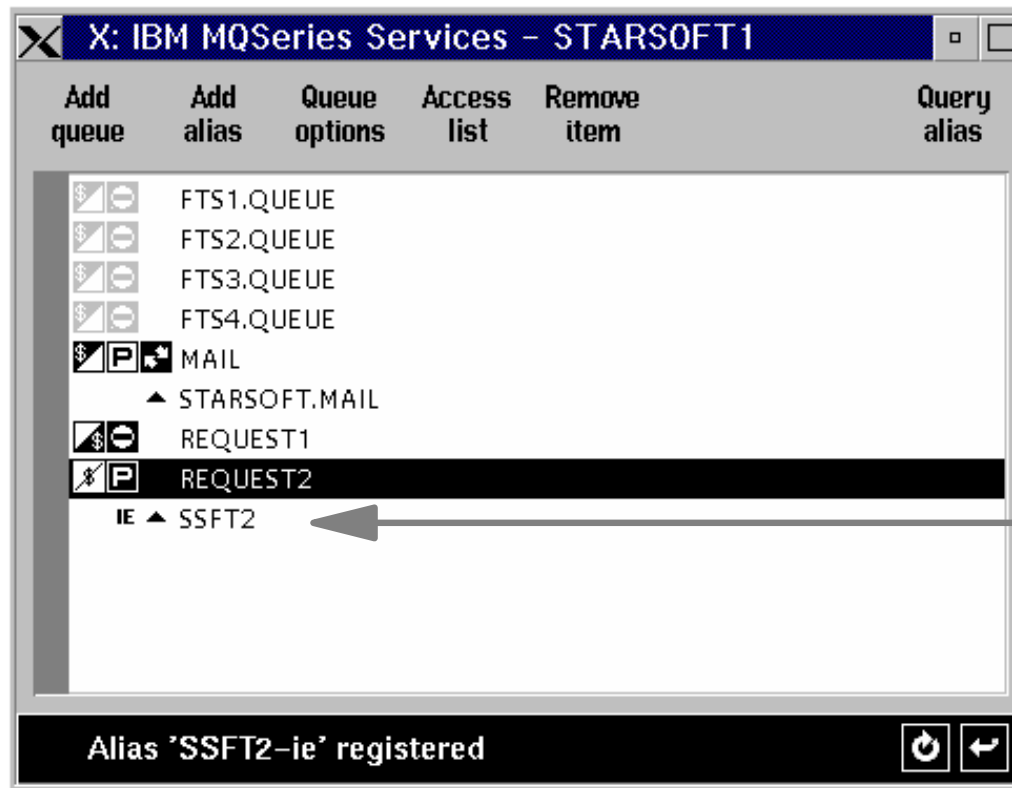 X: IBM MQSeries Services – STARSOFT1
Add queue
Add alias
Queue options
Access list
Remove item
Query alias
$ FTS1.QUEUE
$ FTS2.QUEUE
$ FTS3.QUEUE
$ FTS4.QUEUE
$ P MAIL
STARSOFT.MAIL
$ REQUEST1
$ P REQUEST2
IE SSFT2
Alias 'SSFT2-ie' registered